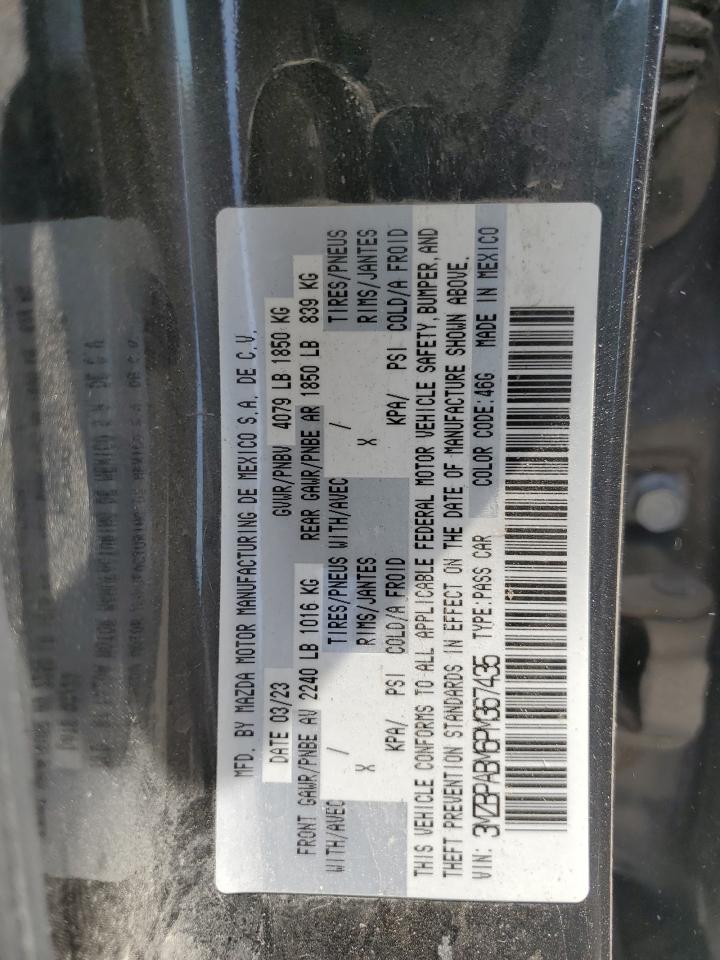 MFD. BY MAZDA MOTOR MANUFACTURING DE MEXICO S.A. DE C.V.
DATE 03/23 GVWR/PNBV 4079 LB 1850 KG
FRONT GAWR/PNBE AV 2240 LB 1016 KG REAR GAWR/PNBE AR 1850 LB 839 KG
WITH/AVEC TIRES/PNEUS WITH/AVEC TIRES/PNEUS
/ RIMS/JANTES / RIMS/JANTES
X X
KPA/ PSI COLD/A FROID KPA/ PSI COLD/A FROID
THIS VEHICLE CONFORMS TO ALL APPLICABLE FEDERAL MOTOR VEHICLE SAFETY, BUMPER, AND
THEFT PREVENTION STANDARDS IN EFFECT ON THE DATE OF MANUFACTURE SHOWN ABOVE.
VIN: 3MZBPABM6PM367435 TYPE:PASS CAR COLOR CODE:46G MADE IN MEXICO